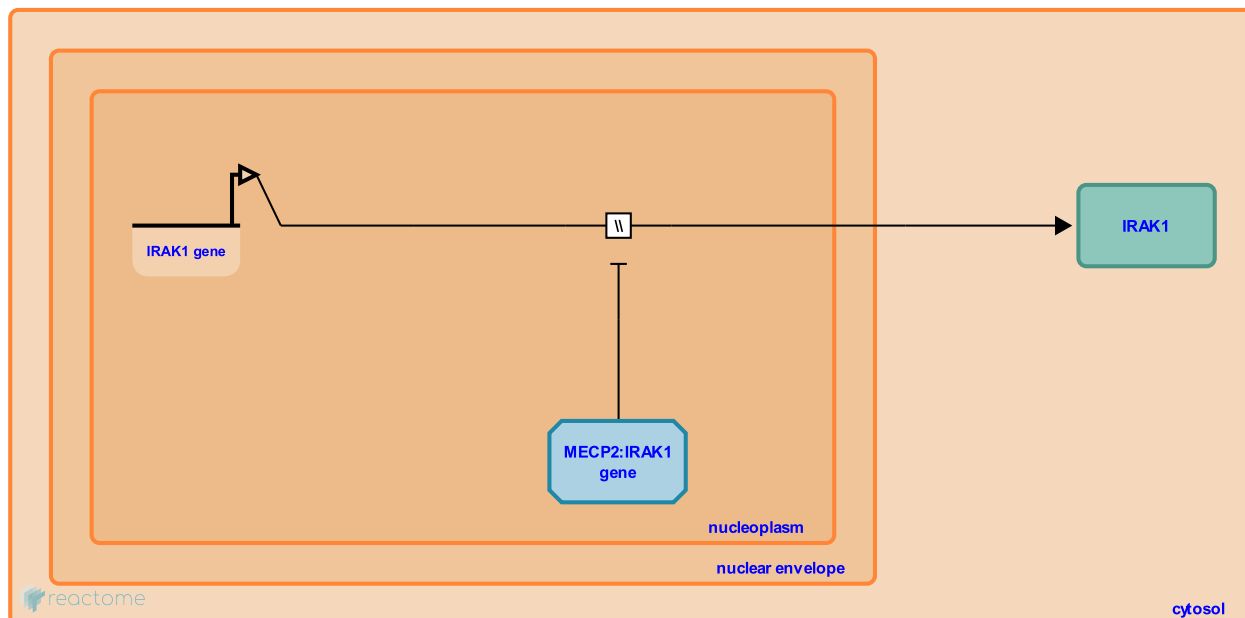 \\
IRAK1
IRAK1 gene
MECP2:IRAK1
gene
nucleoplasm
nuclear envelope
reactome
cytosol